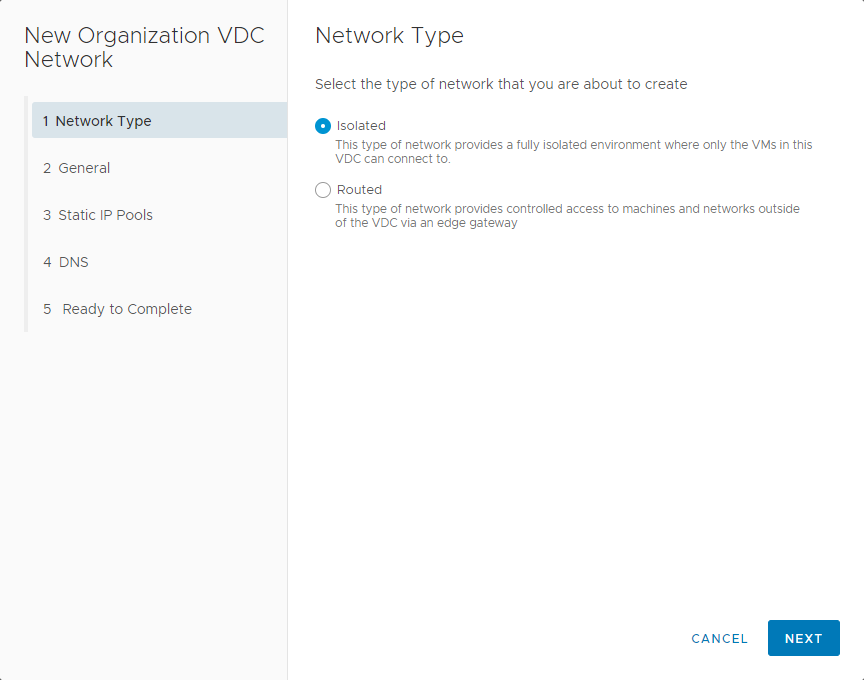 New Organization VDC
Network
1 Network Type
2 General
3 Static IP Pools
4 DNS
5 Ready to Complete
Network Type
Select the type of network that you are about to create
Isolated
This type of network provides a fully isolated environment where only the VMs in this
VDC can connect to.
Routed
This type of network provides controlled access to machines and networks outside
of the VDC via an edge gateway
CANCEL
NEXT